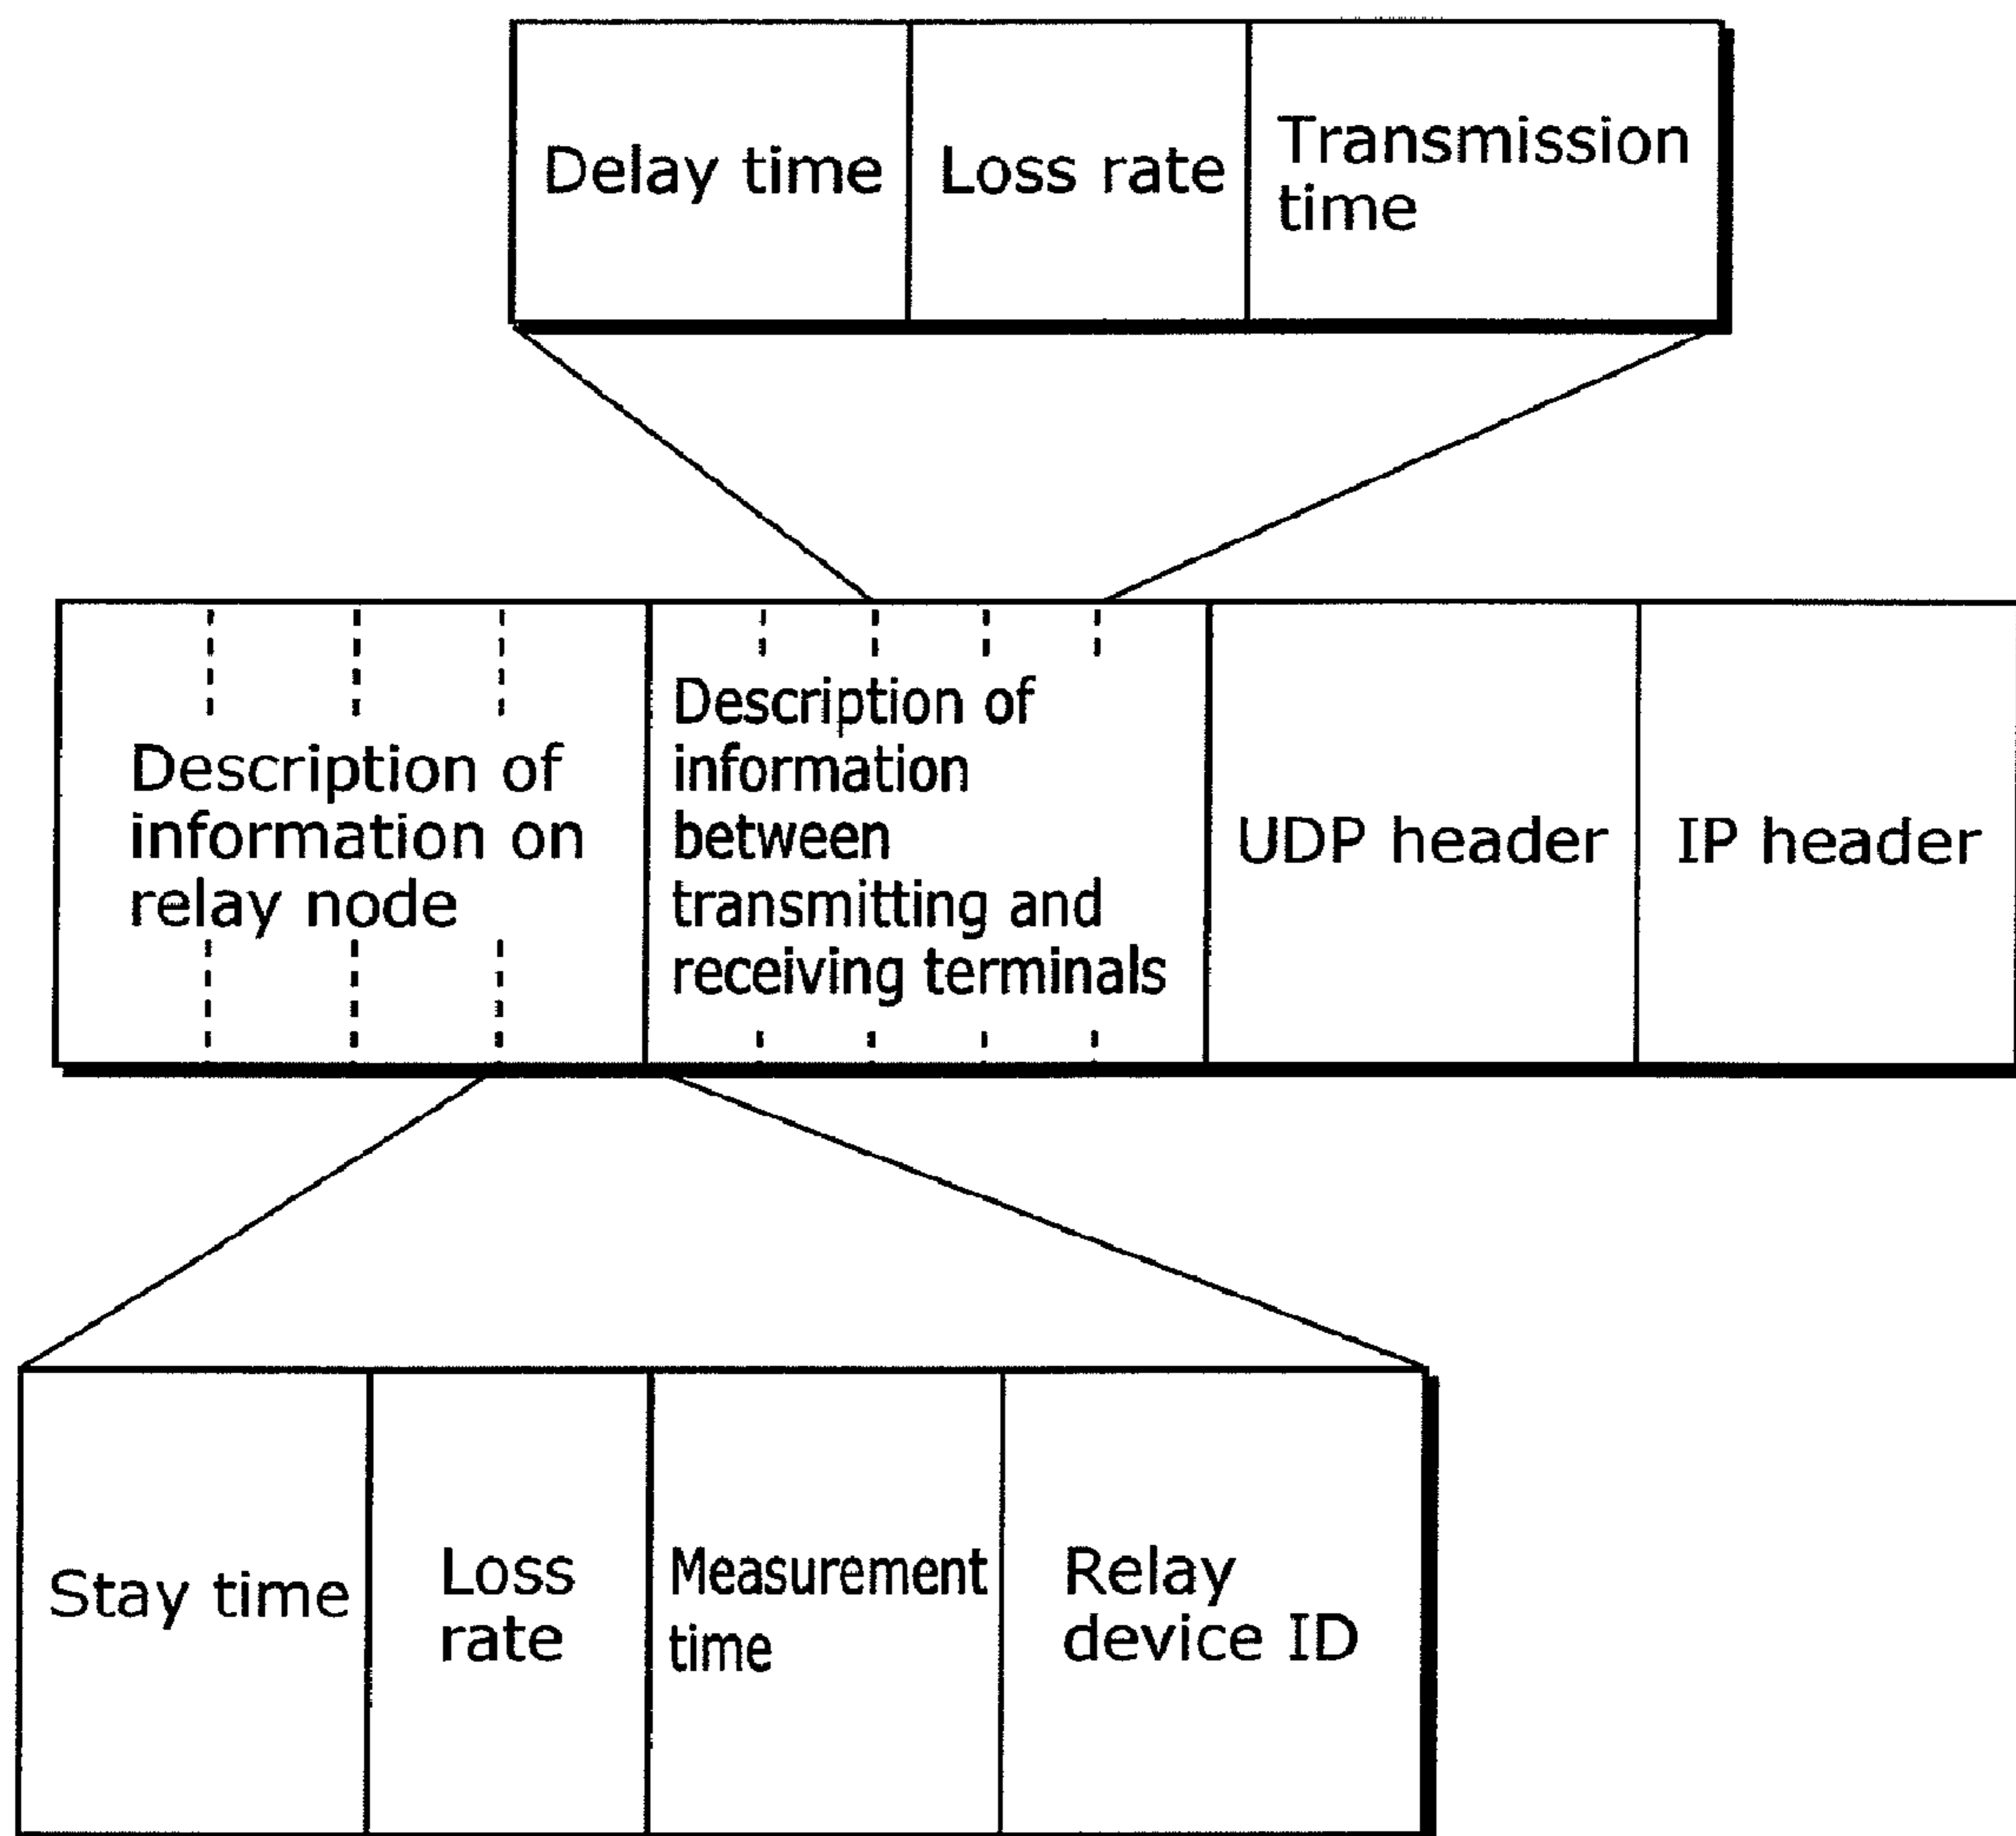 Delay time
Loss rate
Transmission
time
Description of
information on
relay node
Description of
information
between
transmitting and
receiving terminals
UDP header
IP header
Stay time
Loss
rate
Measurement
time
Relay
device ID